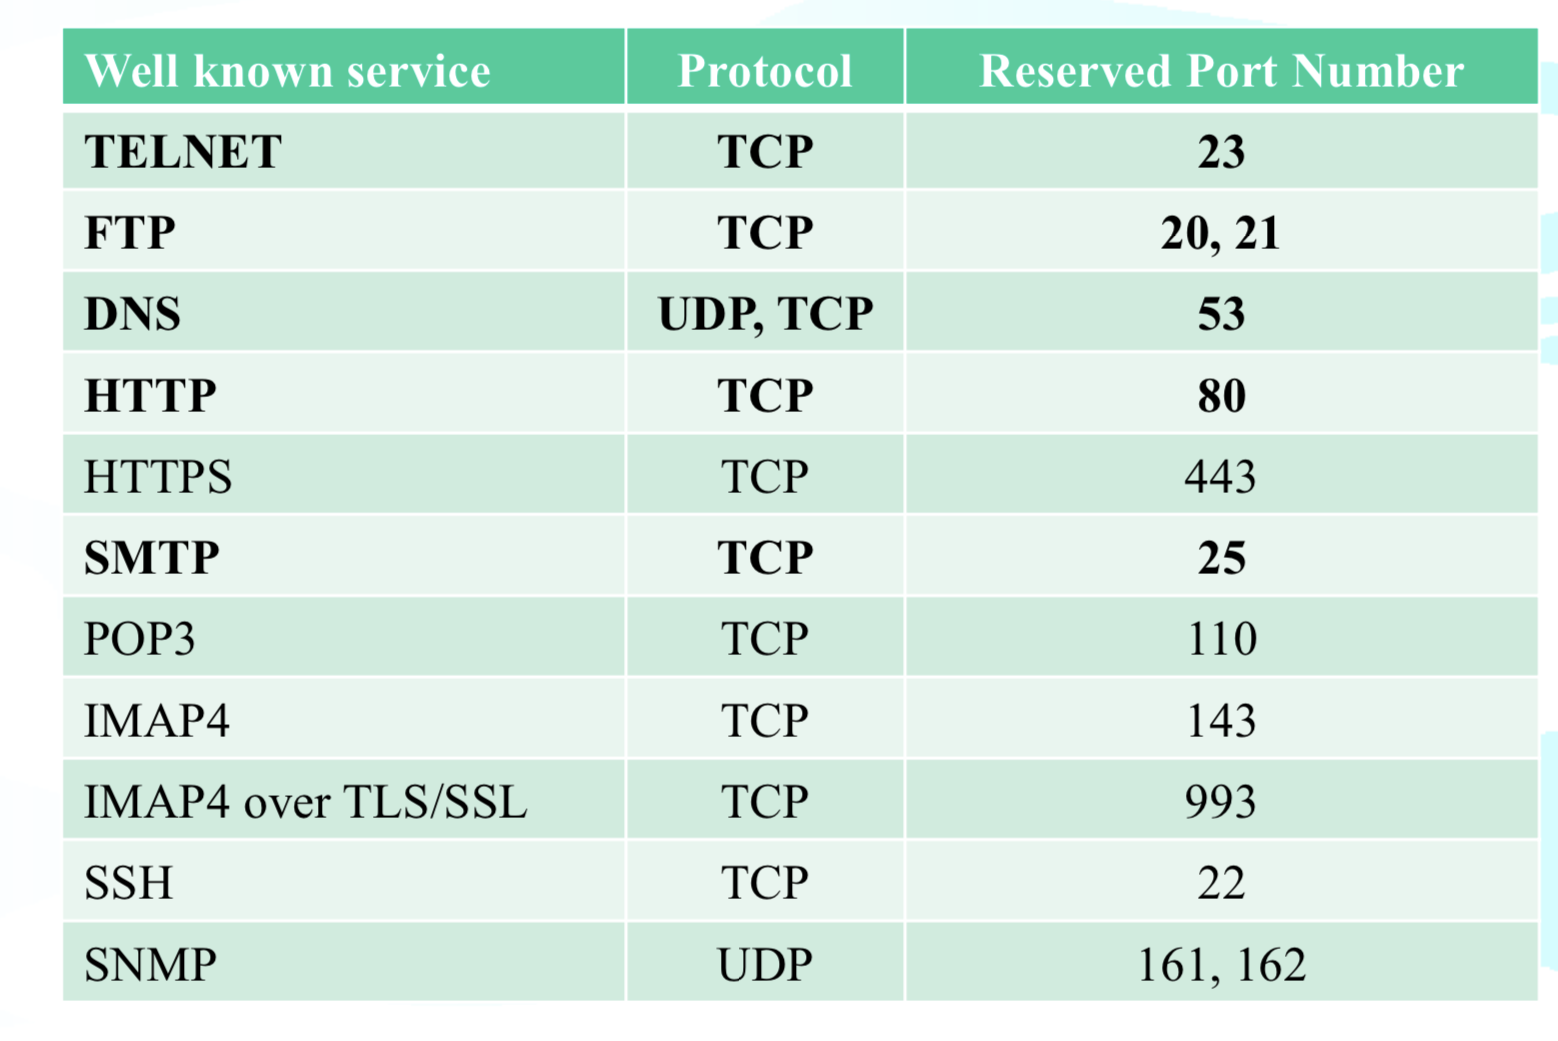 Well known service Protocol Reserved Port Number
TELNET TCP 23
FTP TCP 20, 21
DNS UDP, TCP 53
HTTP TCP 80
HTTPS TCP 443
SMTP TCP 25
POP3 TCP 110
IMAP4 TCP 143
IMAP4 over TLS/SSL TCP 993
SSH TCP 22
SNMP UDP 161, 162